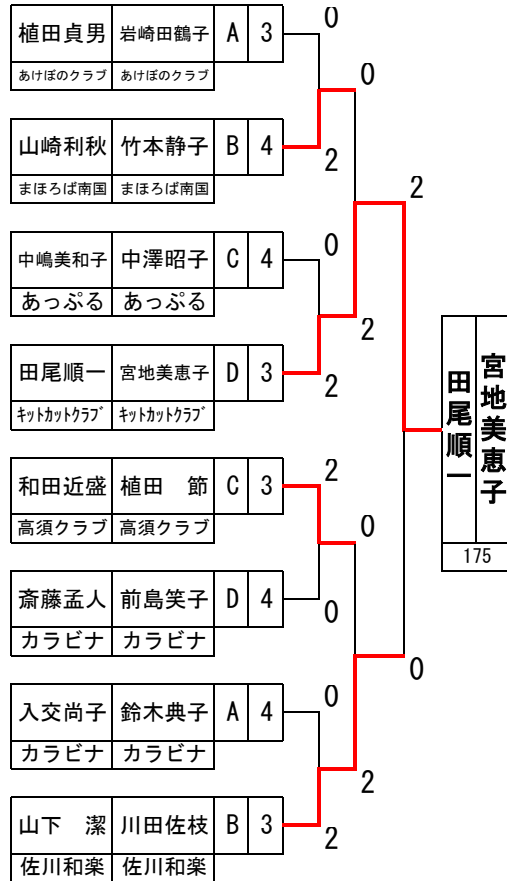 植田貞男 岩崎田鶴子 A 3
あけぼのクラブ あけぼのクラブ
0
0
山崎利秋 竹本静子 B 4
まほろば南国 まほろば南国
2
2
中嶋美和子 中澤昭子 C 4
あっぷる あっぷる
0
2
田尾順一 宮地美恵子 D 3
キットカットクラブ キットカットクラブ
2
宮地美恵子
田尾順一
175
和田近盛 植田 節 C 3
高須クラブ 高須クラブ
2
0
斎藤孟人 前島笑子 D 4
カラビナ カラビナ
0
0
入交尚子 鈴木典子 A 4
カラビナ カラビナ
0
2
山下 潔 川田佐枝 B 3
佐川和楽 佐川和楽
2